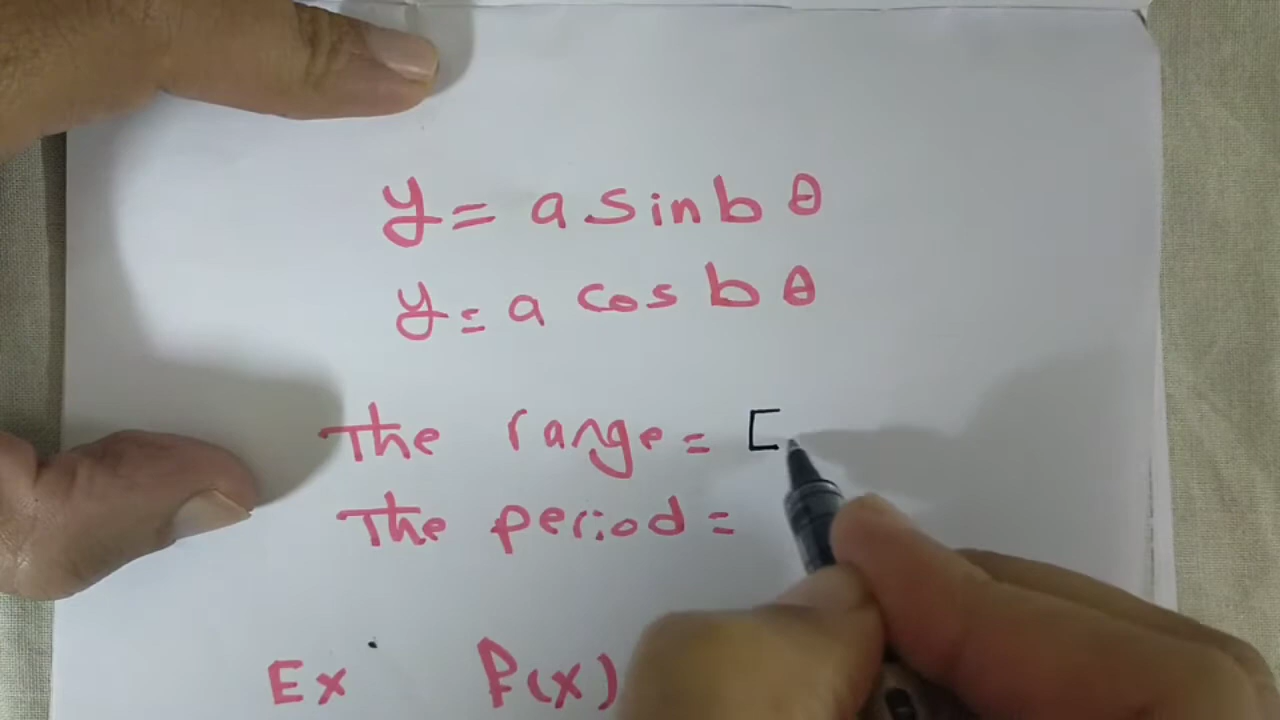 y = a sin b θ
y = a cos b θ
The range = [
The period =
Ex P(x)